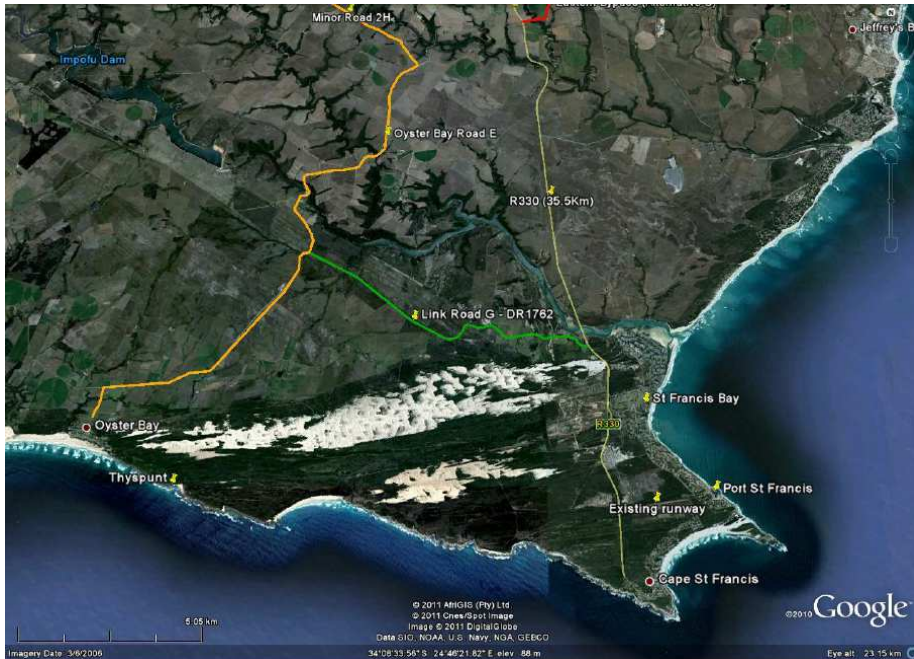 Minor Road 2H
Jeffrey's B
Impofu Dam
Oyster Bay Road E
R330 (35.5Km)
Link Road G - DR1762
St Francis Bay
Oyster Bay
R330
Thyspunt
Port St Francis
Existing runway
Cape St Francis
5.05 km
© 2011 AfriGIS (Pty) Ltd
© 2011 Cnes/Spot Image
Image © 2011 DigitalGlobe
Data SIO, NOAA, U.S. Navy, NGA, GEBCO
©2010 Google
Imagery Date: 3/6/2006
34°08'33.56" S 24°46'21.82" E elev 88 m
Eye alt 23.15 km